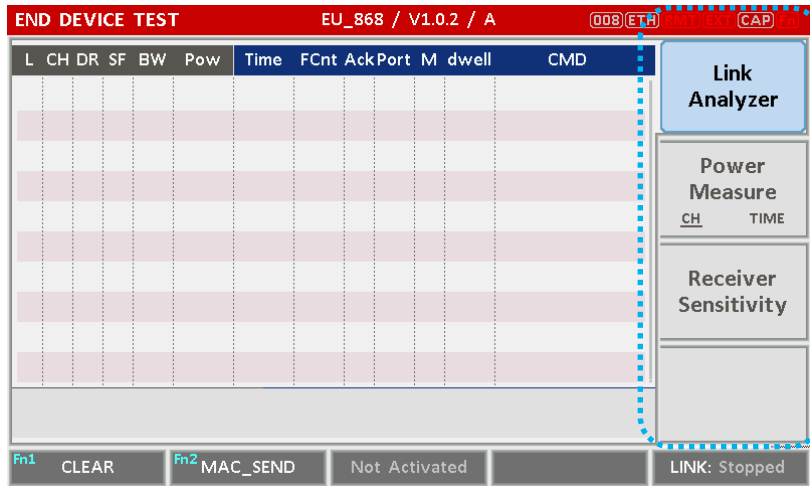 END DEVICE TEST EU_868 / V1.0.2 / A 008 ETH RMT EXT CAP Fn
L CH DR SF BW Pow Time FCnt Ack Port M dwell CMD
Link
Analyzer
Power
Measure
CH TIME
Receiver
Sensitivity
Fn1 CLEAR Fn2 MAC_SEND Not Activated LINK: Stopped